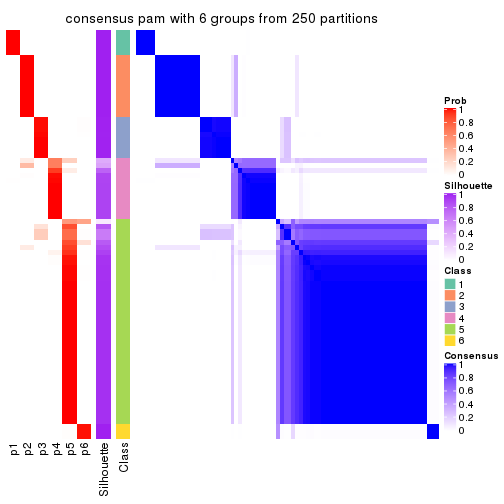 consensus pam with 6 groups from 250 partitions
Prob
1
0.8
0.6
0.4
0.2
0
Silhouette
1
0.8
0.6
0.4
0.2
0
Class
1
2
3
4
5
6
Consensus
1
0.8
0.6
0.4
0.2
0
p1
p2
p3
p4
p5
p6
Silhouette
Class